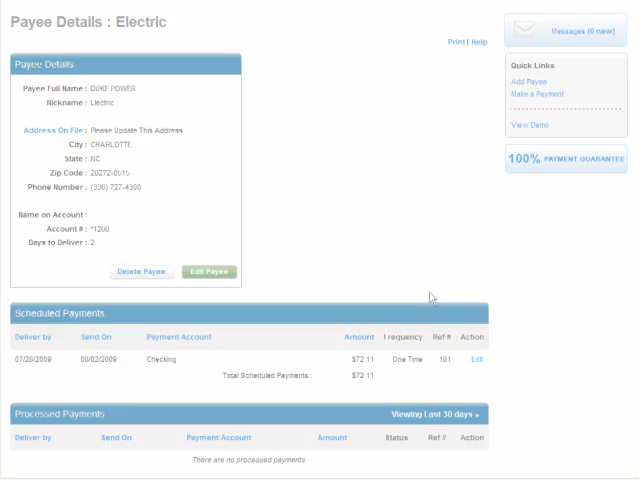 Payee Details : Electric
Print | Help
Messages (0 new)
Quick Links
Add Payee
Make a Payment
View Demo
100% PAYMENT GUARANTEE
Payee Details
Payee Full Name : DUKE POWER
Nickname : Electric
Address On File : Please Update This Address
City : CHARLOTTE
State : NC
Zip Code : 28272-0515
Phone Number : (336) 727-4300
Name on Account :
Account # : *1260
Days to Deliver : 2
Delete Payee
Edit Payee
Scheduled Payments
Deliver by Send On Payment Account Amount Frequency Ref # Action
07/28/2009 08/02/2009 Checking $72.11 One Time 181 Edit
Total Scheduled Payments : $72.11
Processed Payments Viewing Last 30 days »
Deliver by Send On Payment Account Amount Status Ref # Action
There are no processed payments